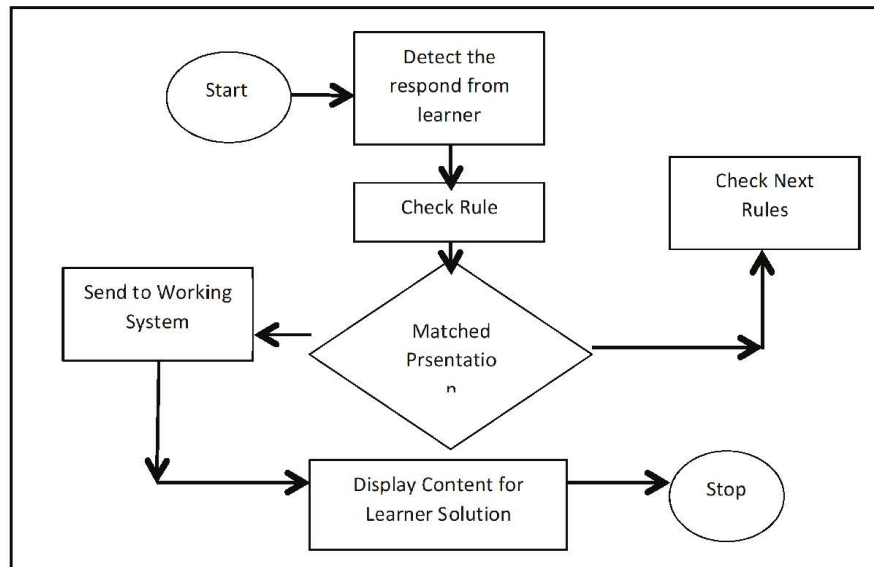 Start
Detect the
respond from
learner
Check Rule
Check Next
Rules
Send to Working
System
Matched
Prsentatio
n
Display Content for
Learner Solution
Stop